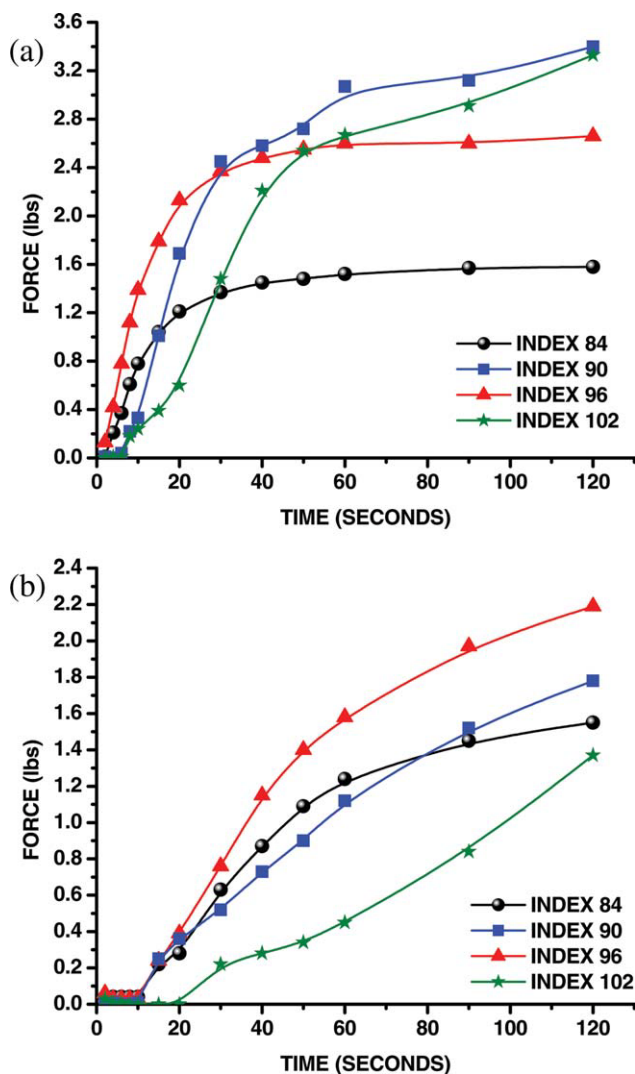 (a)
3.6
3.2
2.8
2.4
2.0
1.6
1.2
0.8
0.4
0.0
FORCE (lbs)
INDEX 84
INDEX 90
INDEX 96
INDEX 102
0 20 40 60 80 100 120
TIME (SECONDS)
(b)
2.4
2.2
2.0
1.8
1.6
1.4
1.2
1.0
0.8
0.6
0.4
0.2
0.0
FORCE (lbs)
INDEX 84
INDEX 90
INDEX 96
INDEX 102
0 20 40 60 80 100 120
TIME (SECONDS)